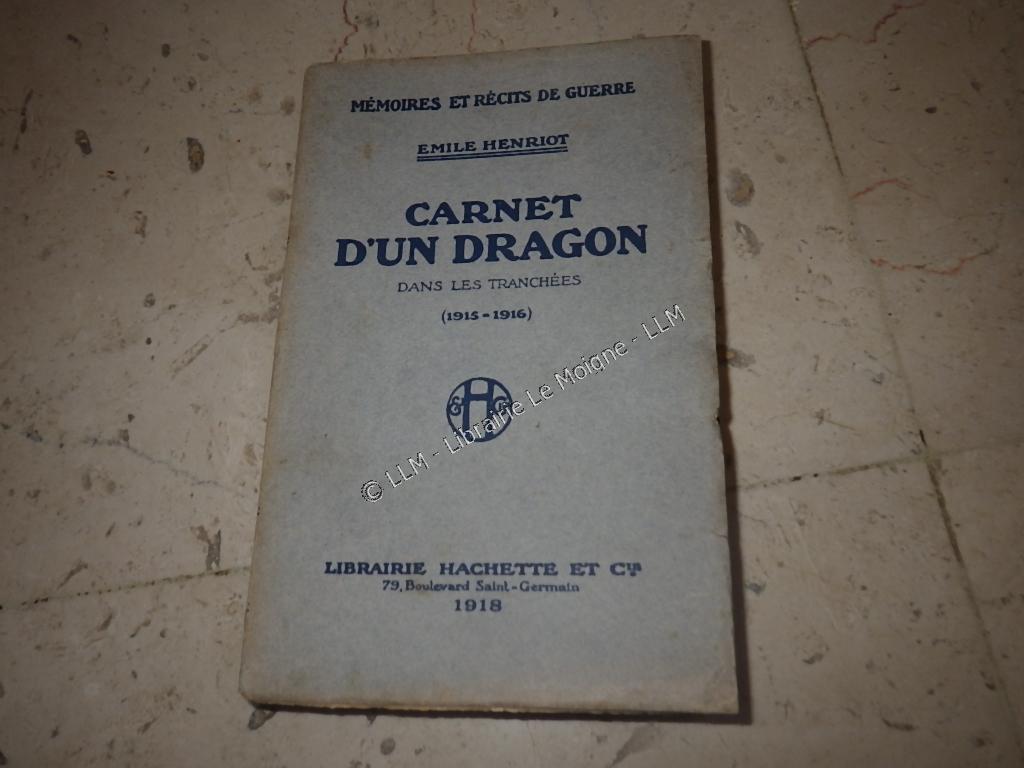 MÉMOIRES ET RÉCITS DE GUERRE
EMILE HENRIOT
CARNET
D'UN DRAGON
DANS LES TRANCHÉES
(1915-1916)
© LLM - Librairie Le Moigne - LLM
LIBRAIRIE HACHETTE ET Cie
79, Boulevard Saint-Germain
1918